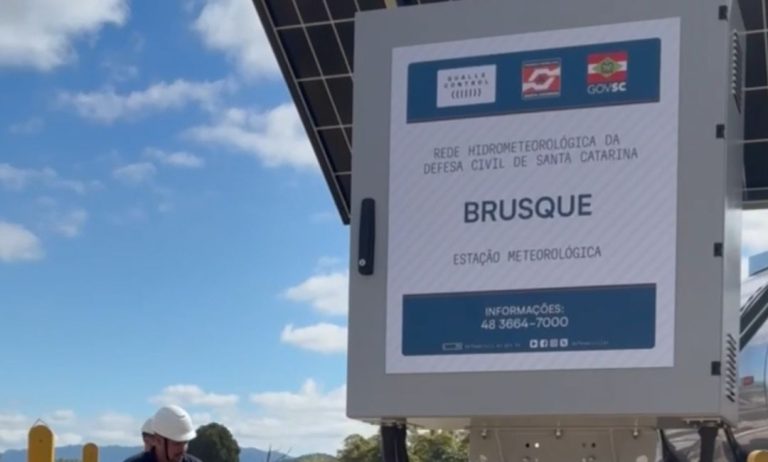 QUALLE
CONTROL
GOVSC
REDE HIDROMETEOROLÓGICA DA
DEFESA CIVIL DE SANTA CATARINA
BRUSQUE
ESTAÇÃO METEOROLÓGICA
INFORMAÇÕES:
48 3664-7000